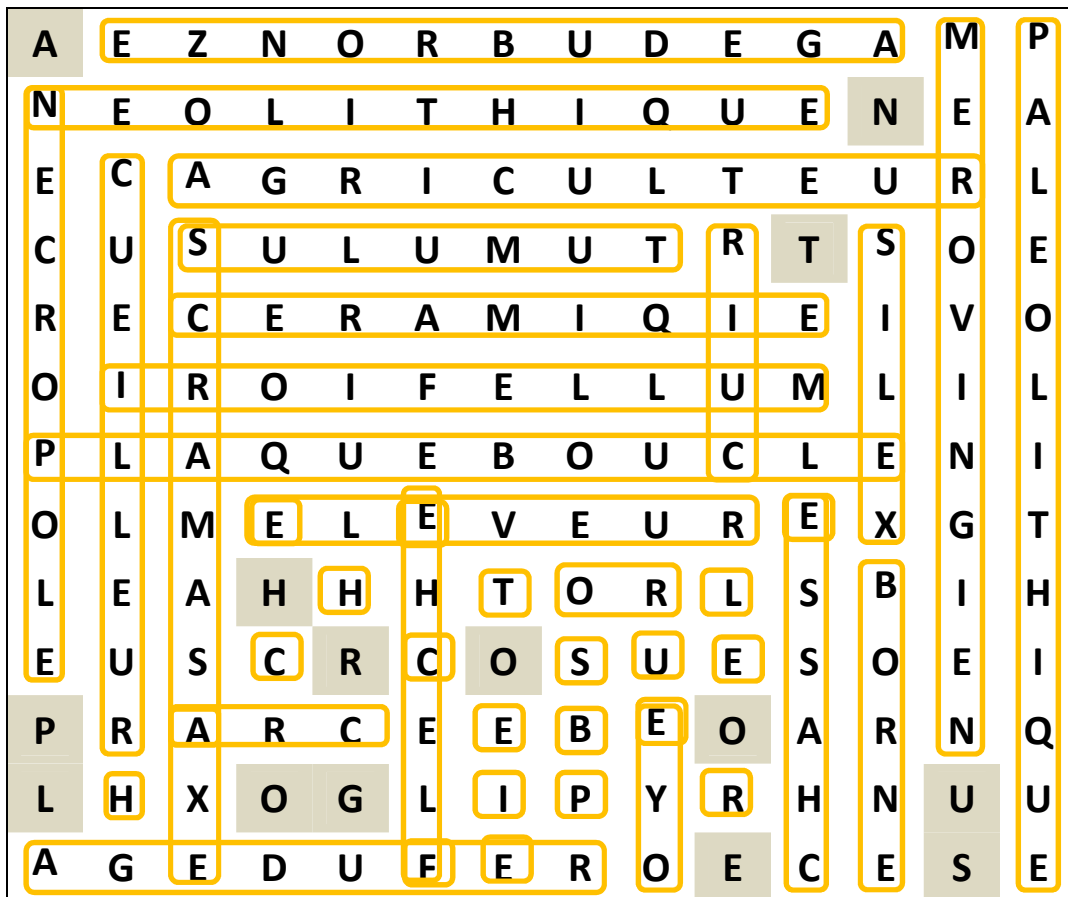 A E Z N O R B U D E G A M P
N E O L I T H I Q U E N E A
E C A G R I C U L T E U R L
C U S U L U M U T R T S O E
R E C E R A M I Q I E I V O
O I R O I F E L L U M L I L
P L A Q U E B O U C L E N I
O L M E L E V E U R E X G T
L E A H H H T O R L S B I H
E U S C R C O S U E S O E I
P R A R C E E B E O A R N Q
L H X O G L I P Y R H N U U
A G E D U F E R O E C E S E